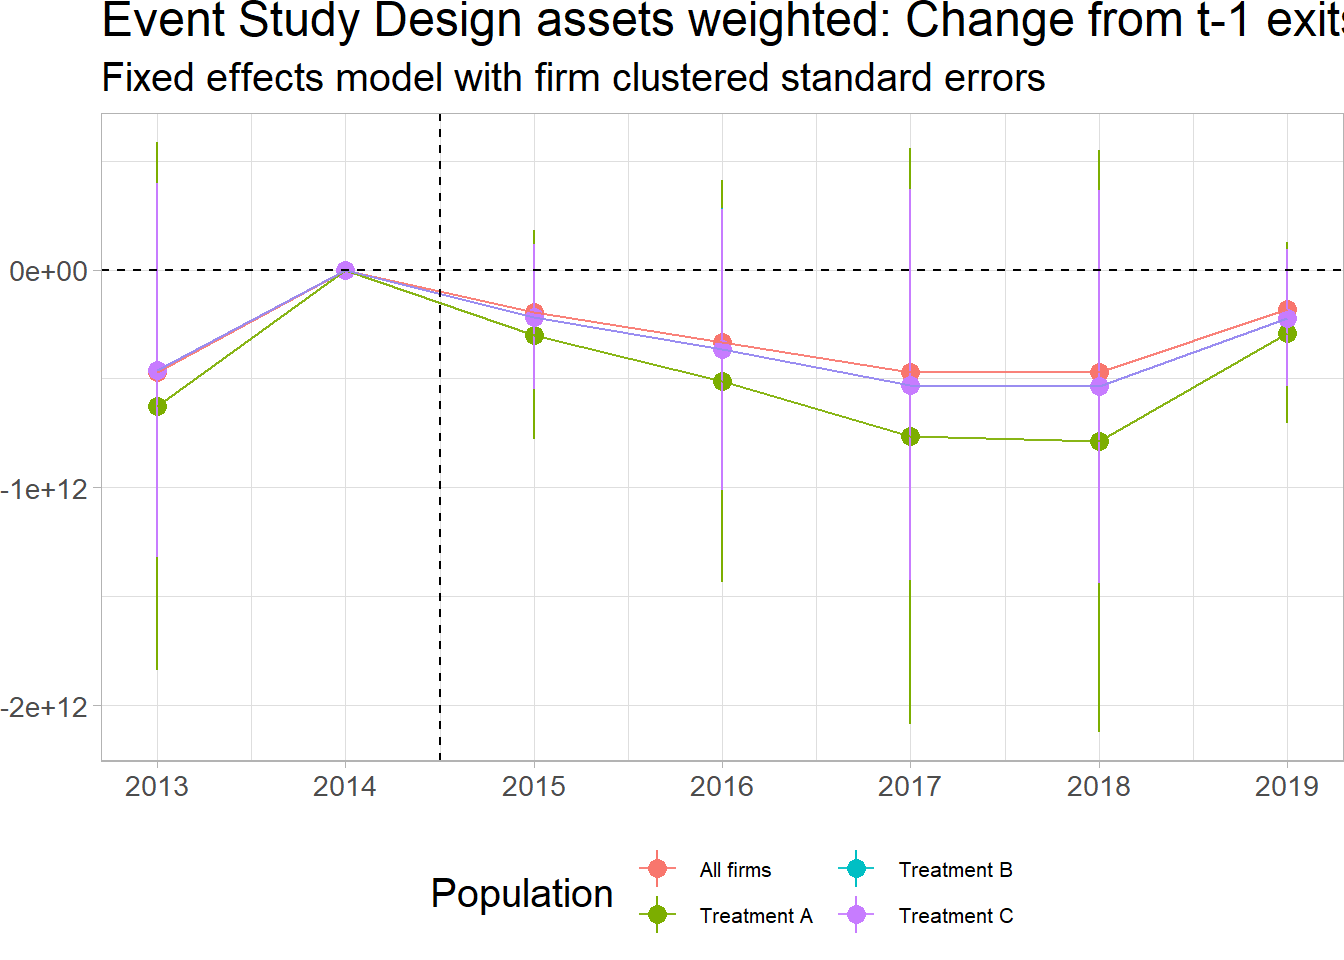 Event Study Design assets weighted: Change from t-1 exits
Fixed effects model with firm clustered standard errors
0e+00
-1e+12
-2e+12
2013 2014 2015 2016 2017 2018 2019
Population
All firms
Treatment B
Treatment A
Treatment C